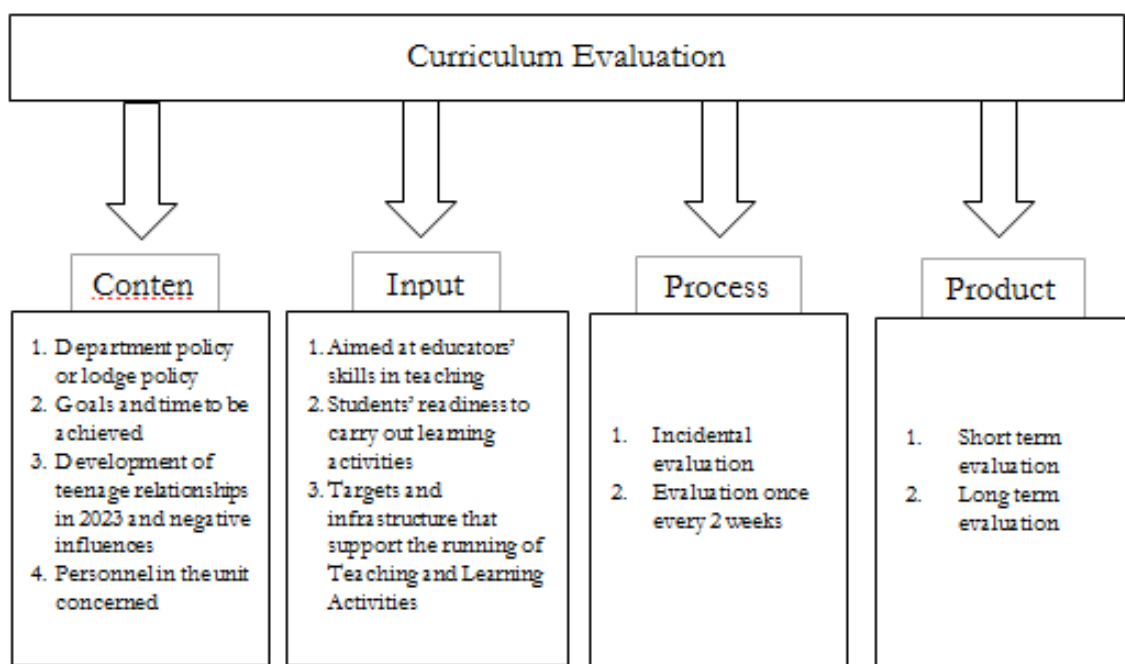 Curriculum Evaluation
Conten
1. Department policy
or lodge policy
2. Goals and time to be
achieved
3. Development of
teenage relationships
in 2023 and negative
influences
4. Personnel in the unit
concerned
Input
1. Aimed at educators’
skills in teaching
2. Students’ readiness to
carry out learning
activities
3. Targets and
infrastructure that
support the running of
Teaching and Learning
Activities
Process
1. Incidental
evaluation
2. Evaluation once
every 2 weeks
Product
1. Short term
evaluation
2. Long term
evaluation